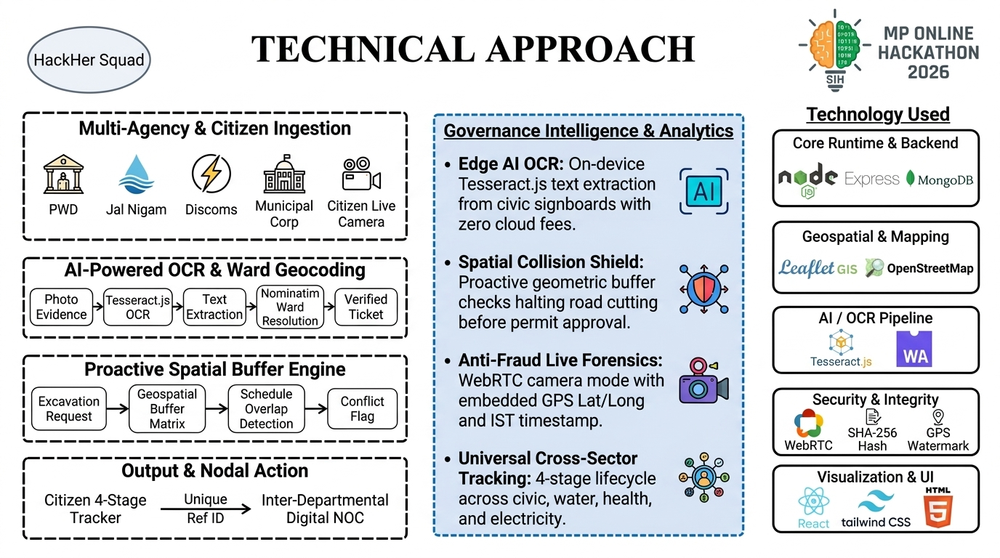 HackHer Squad
TECHNICAL APPROACH
SIH
MP ONLINE
HACKATHON
2026
Multi-Agency & Citizen Ingestion
PWD
Jal Nigam
Discoms
Municipal
Corp
Citizen Live
Camera
AI-Powered OCR & Ward Geocoding
Photo
Evidence
Tesseract.js
OCR
Text
Extraction
Nominatim
Ward
Resolution
Verified
Ticket
Proactive Spatial Buffer Engine
Excavation
Request
Geospatial
Buffer
Matrix
Schedule
Overlap
Detection
Conflict
Flag
Output & Nodal Action
Citizen 4-Stage
Tracker
Unique
Ref ID
Inter-Departmental
Digital NOC
Governance Intelligence & Analytics
• Edge AI OCR: On-device
Tesseract.js text extraction
from civic signboards with
zero cloud fees.
AI
• Spatial Collision Shield:
Proactive geometric buffer
checks halting road cutting
before permit approval.
• Anti-Fraud Live Forensics:
WebRTC camera mode with
embedded GPS Lat/Long
and IST timestamp.
• Universal Cross-Sector
Tracking: 4-stage lifecycle
across civic, water, health,
and electricity.
Technology Used
Core Runtime & Backend
node
JS
Express
MongoDB
Geospatial & Mapping
Leaflet GIS
OpenStreetMap
AI / OCR Pipeline
Tesseract.js
WA
Security & Integrity
WebRTC
SHA-256
Hash
GPS
Watermark
Visualization & UI
React
tailwind CSS
HTML
5